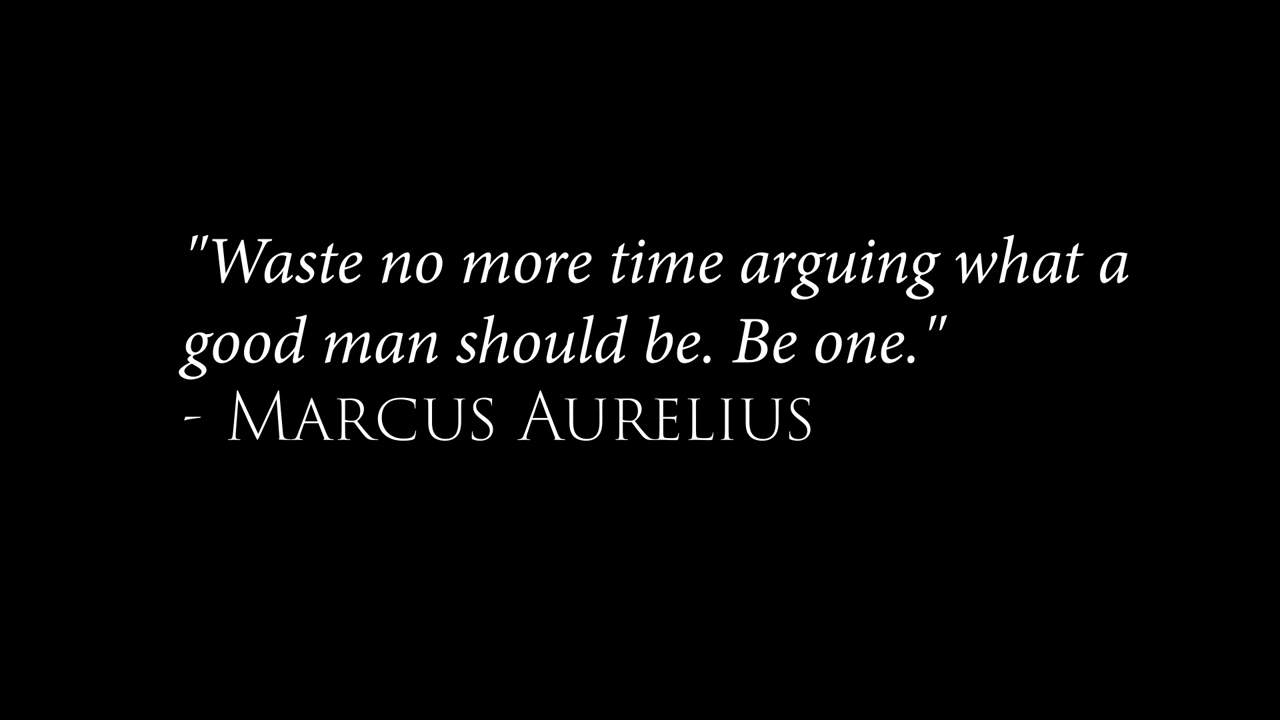 "Waste no more time arguing what a
good man should be. Be one."
- Marcus Aurelius